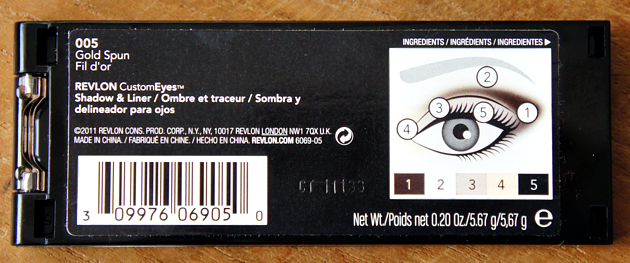 005
Gold Spun
Fil d'or
REVLON CustomEyes™
Shadow & Liner / Ombre et traceur / Sombra y
delineador para ojos
©2011 REVLON CONS. PROD. CORP., N.Y., NY, 10017 REVLON LONDON NW1 7QX U.K.
MADE IN CHINA. / FABRIQUÉ EN CHINE. / HECHO EN CHINA. REVLON.COM 6069-05
3 09976 06905 0
INGREDIENTS / INGRÉDIENTS / INGREDIENTES ▶
2
3
5
1
4
1 2 3 4 5
Net Wt./Poids net 0.20 Oz./5.67 g/5,67 g e